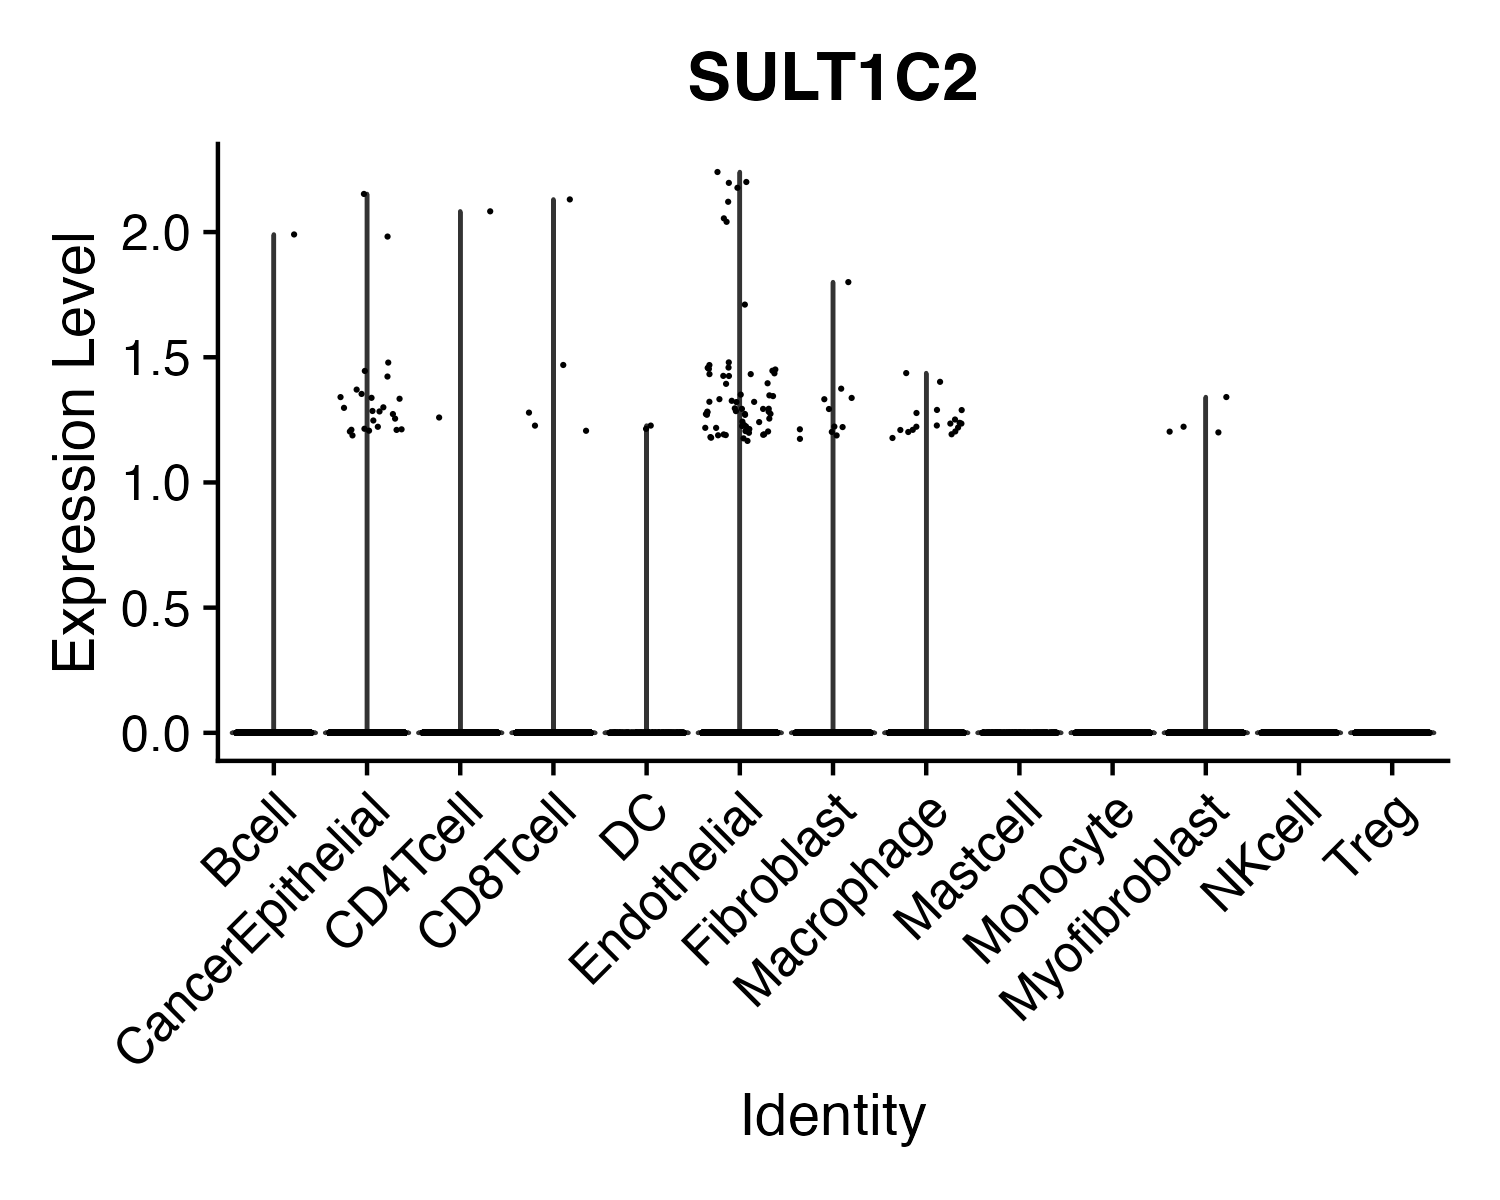 SULT1C2
Expression Level
2.0
1.5
1.0
0.5
0.0
Bcell
CancerEpithelial
CD4Tcell
CD8Tcell
DC
Endothelial
Fibroblast
Macrophage
Mastcell
Monocyte
Myofibroblast
NKcell
Treg
Identity